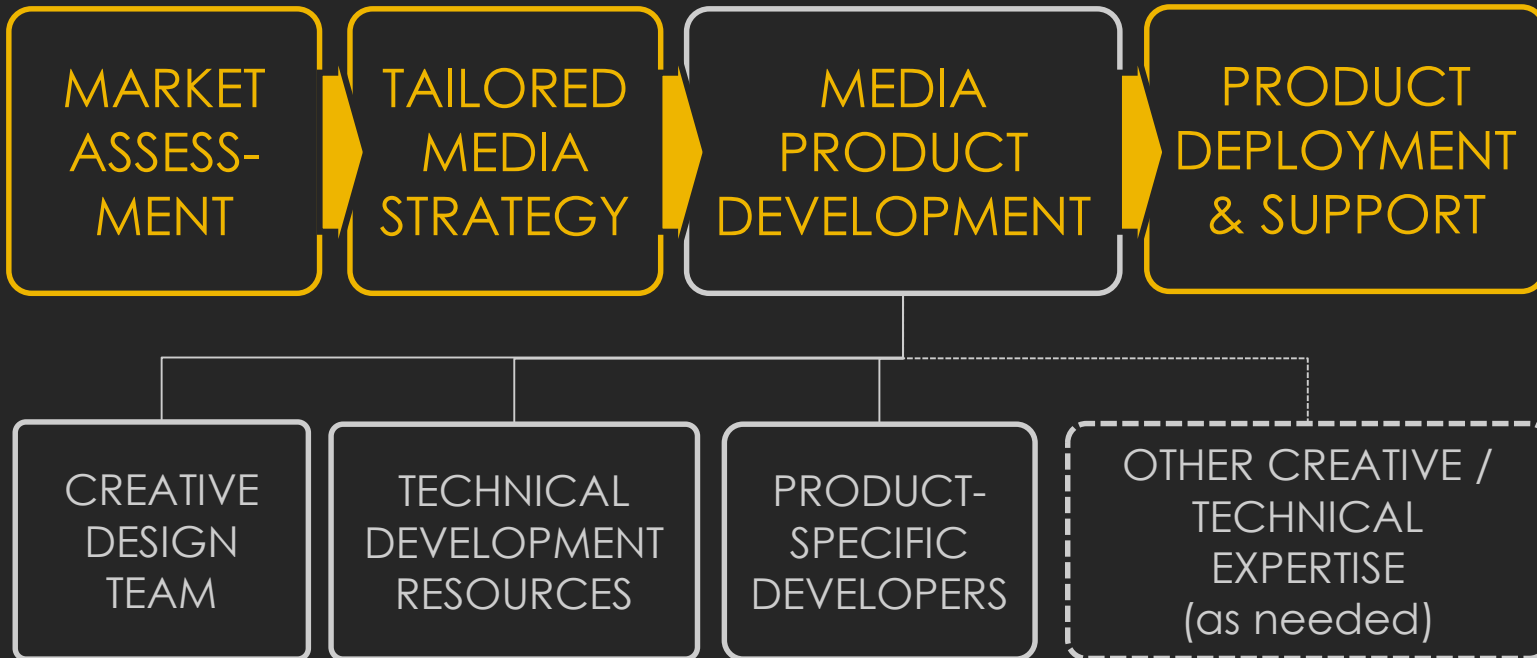 MARKET
ASSESS-
MENT
TAILORED
MEDIA
STRATEGY
MEDIA
PRODUCT
DEVELOPMENT
PRODUCT
DEPLOYMENT
& SUPPORT
CREATIVE
DESIGN
TEAM
TECHNICAL
DEVELOPMENT
RESOURCES
PRODUCT-
SPECIFIC
DEVELOPERS
OTHER CREATIVE /
TECHNICAL
EXPERTISE
(as needed)